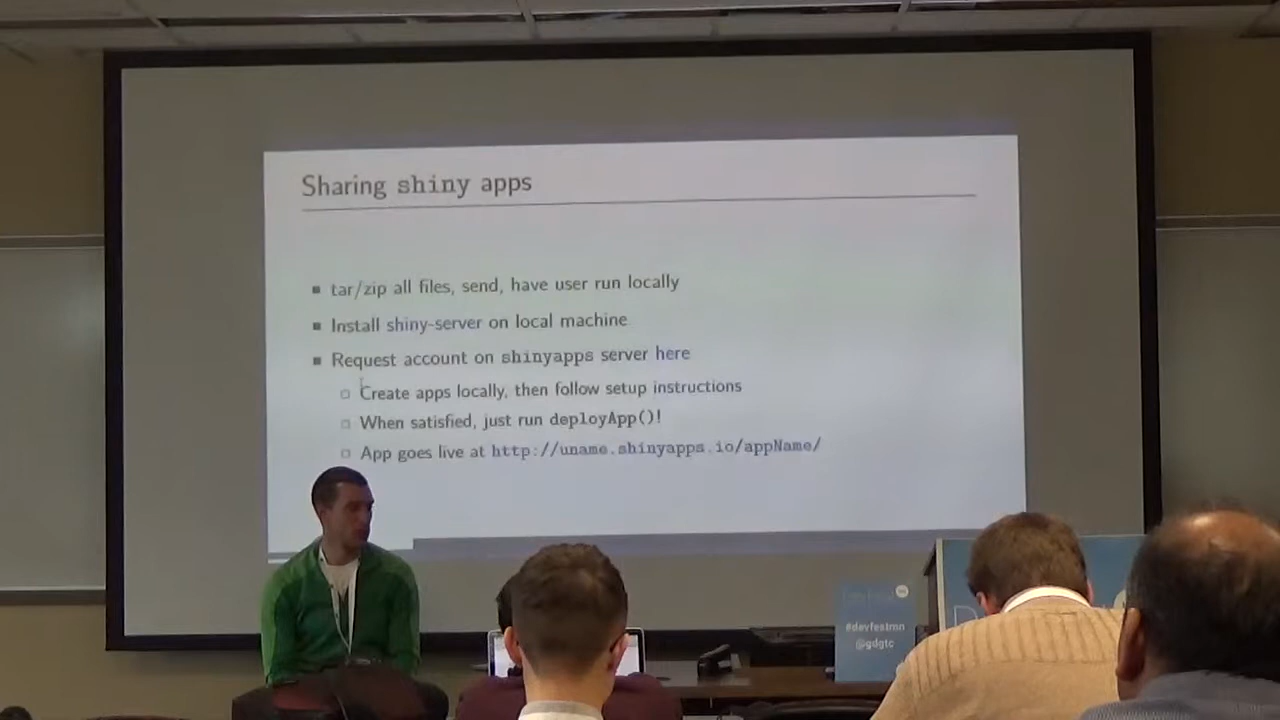 Sharing shiny apps
tar/zip all files, send, have user run locally
Install shiny-server on local machine
Request account on shinyapps server here
Create apps locally, then follow setup instructions
When satisfied, just run deployApp()!
App goes live at http://uname.shinyapps.io/appName/
#devfestmn
@gdgtc